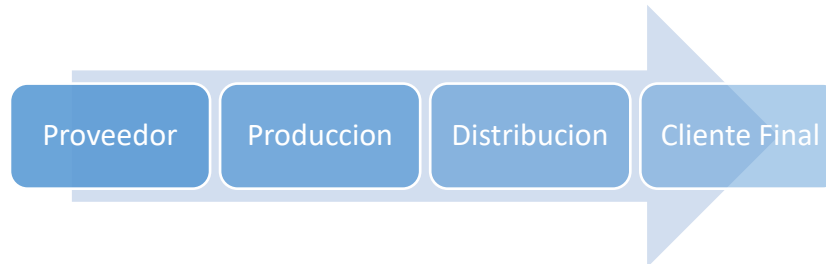 Proveedor
Produccion
Distribucion
Cliente Final